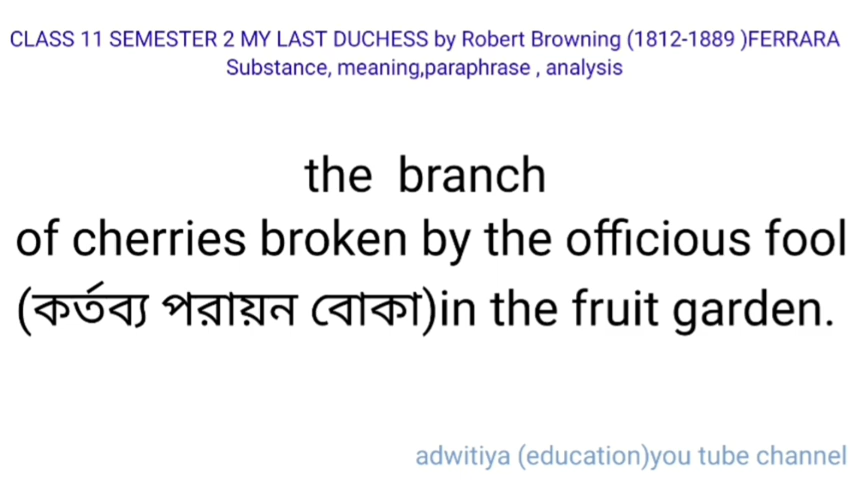 CLASS 11 SEMESTER 2 MY LAST DUCHESS by Robert Browning (1812-1889 )FERRARA
Substance, meaning,paraphrase , analysis
the branch
of cherries broken by the officious fool
(কর্তব্য পরায়ন বোকা)in the fruit garden.
adwitiya (education)you tube channel